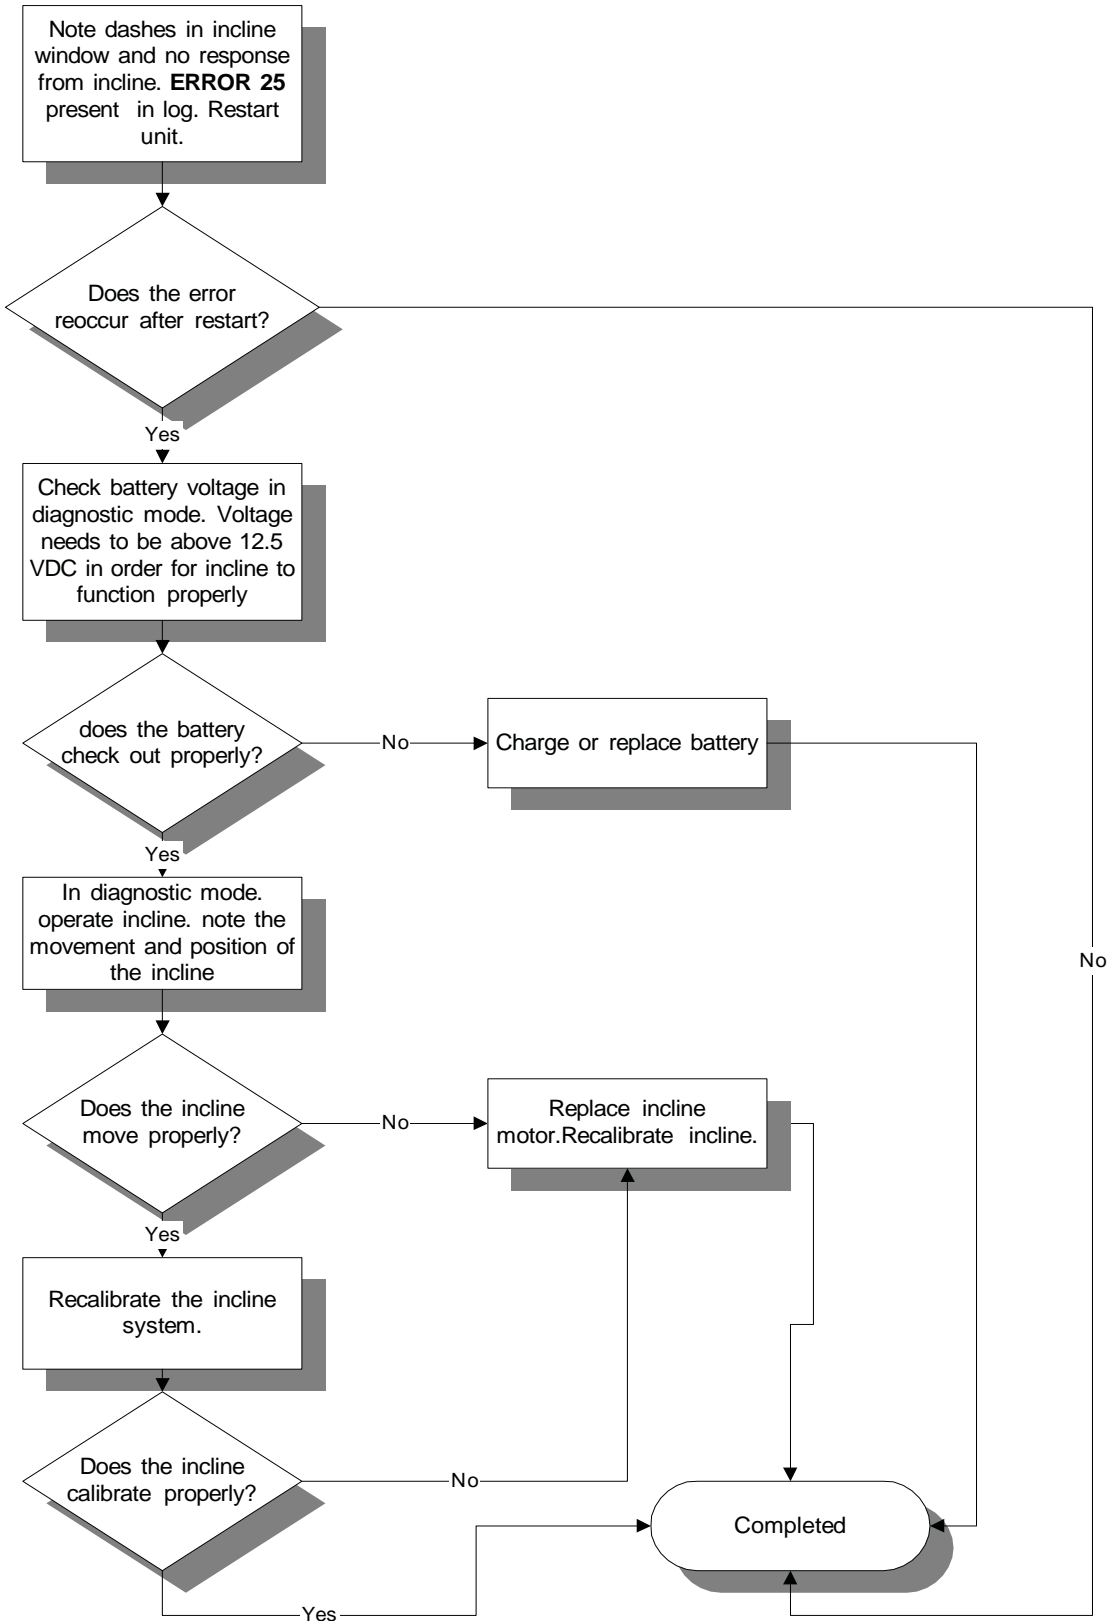 Note dashes in incline
window and no response
from incline. ERROR 25
present in log. Restart
unit.
Does the error
reoccur after restart?
Yes
Check battery voltage in
diagnostic mode. Voltage
needs to be above 12.5
VDC in order for incline to
function properly
does the battery
check out properly?
No
Charge or replace battery
Yes
In diagnostic mode.
operate incline. note the
movement and position of
the incline
No
Does the incline
move properly?
No
Replace incline
motor.Recalibrate incline.
Yes
Recalibrate the incline
system.
Does the incline
calibrate properly?
No
Completed
Yes